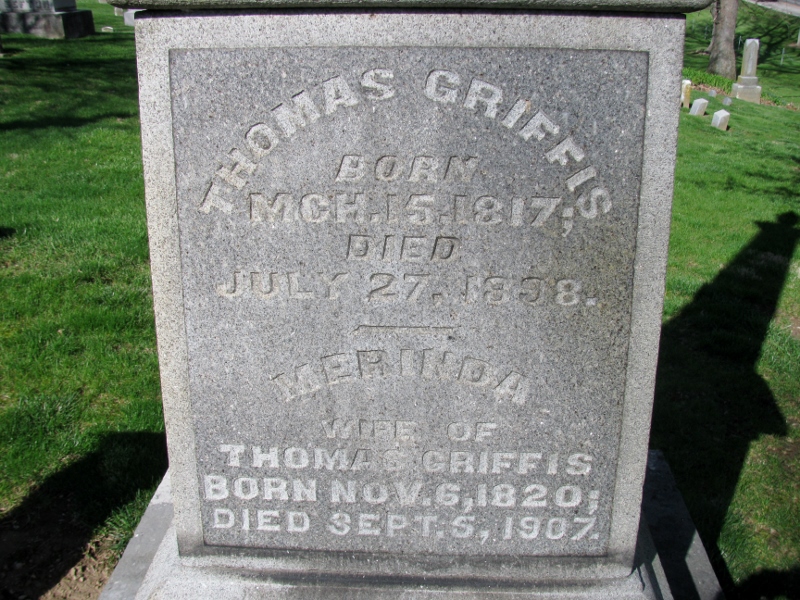 THOMAS GRIFFIS
BORN
MCH. 15. 1817;
DIED
JULY 27. 1898.
MERINDA
WIFE OF
THOMAS GRIFFIS
BORN NOV. 6, 1820;
DIED SEPT. 5, 1907.